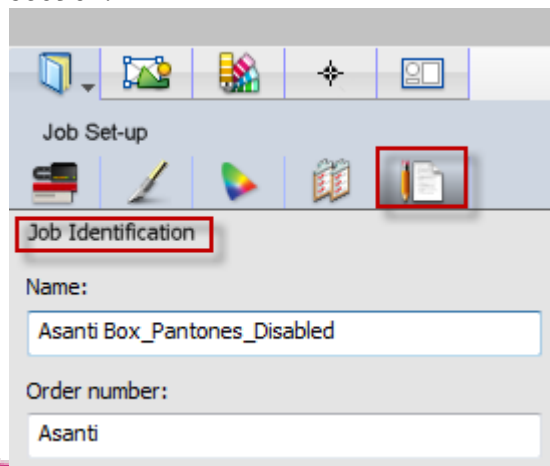 Job Set-up
Job Identification
Name:
Asanti Box_Pantones_Disabled
Order number:
Asanti